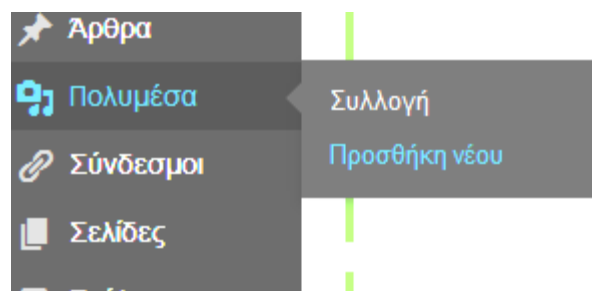 Άρθρα
Πολυμέσα
Συλλογή
Προσθήκη νέου
Σύνδεσμοι
Σελίδες